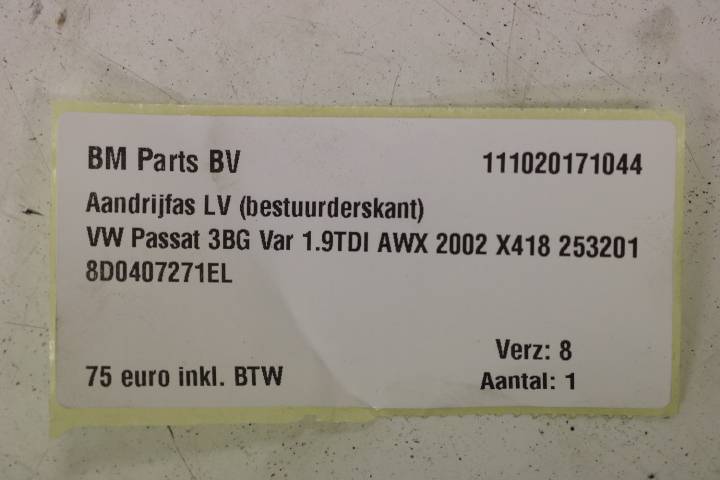 BM Parts BV 111020171044
Aandrijfas LV (bestuurderskant)
VW Passat 3BG Var 1.9TDI AWX 2002 X418 253201
8D0407271EL
Verz: 8
75 euro inkl. BTW Aantal: 1